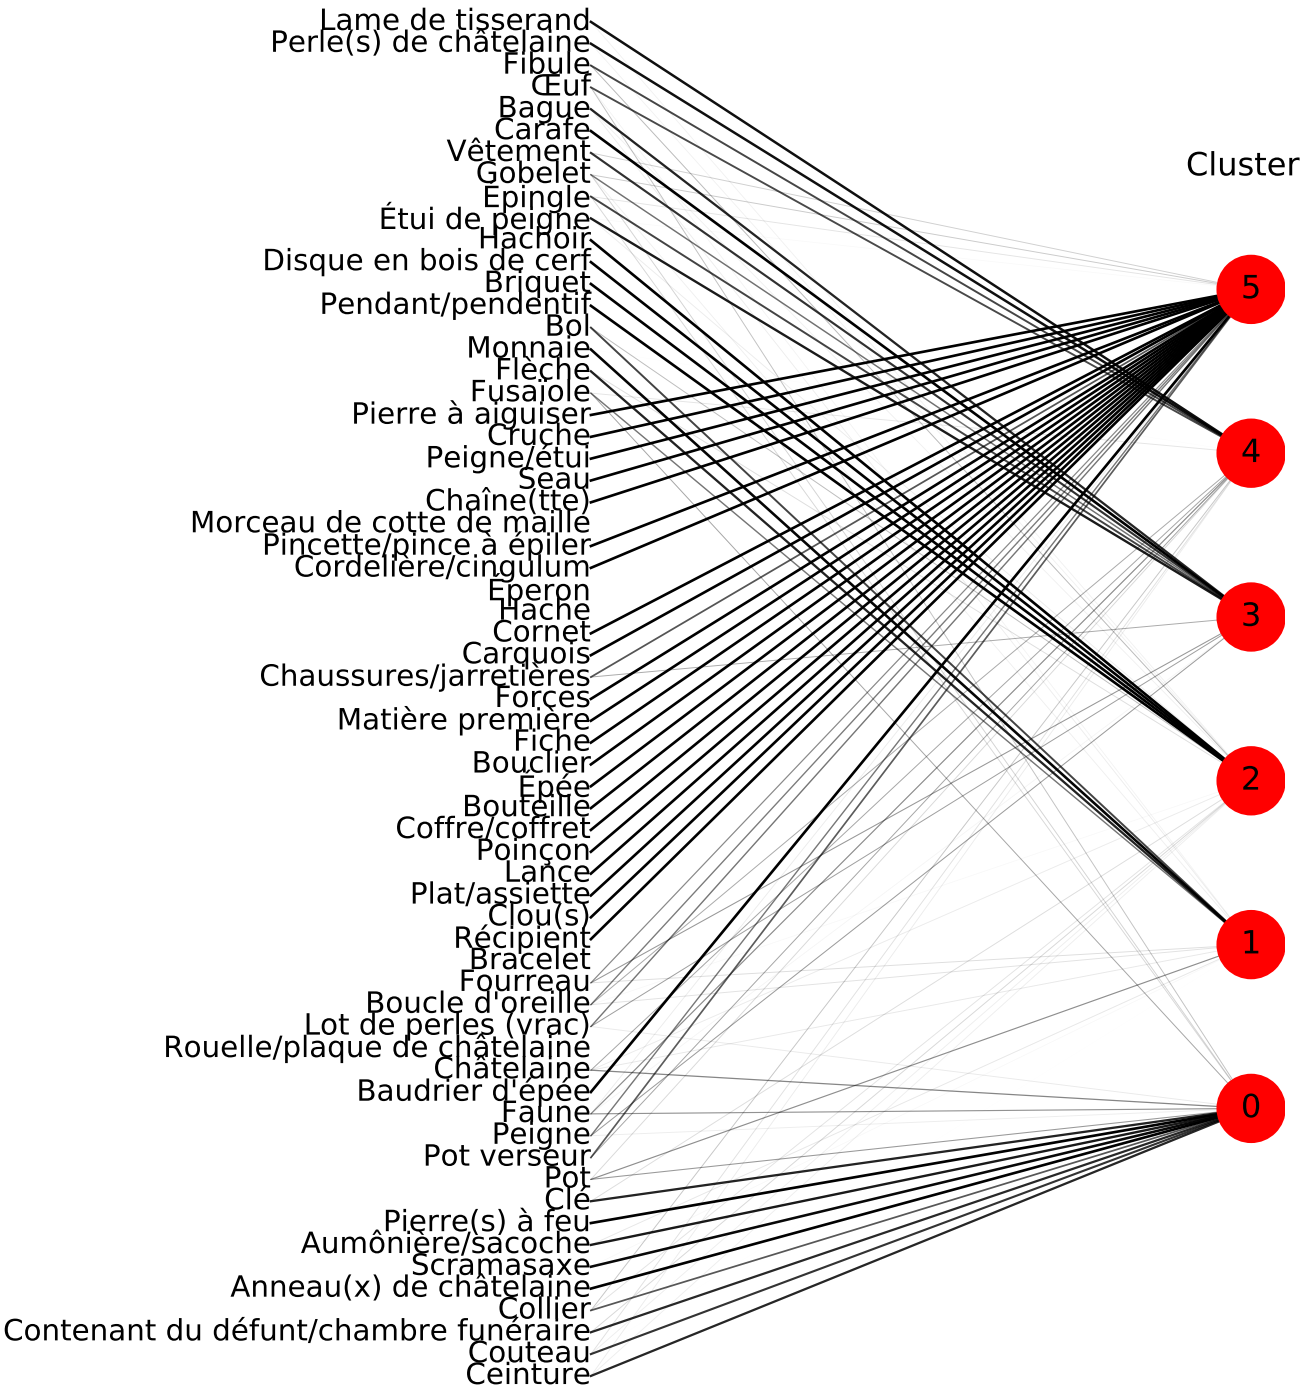 Lame de tisserand
Perle(s) de châtelaine
Fibule
Œuf
Bague
Carafe
Vêtement
Gobelet
Épingle
Étui de peigne
Hachoir
Disque en bois de cerf
Briquet
Pendant/pendentif
Bol
Monnaie
Flèche
Fusaïole
Pierre à aiguiser
Cruche
Peigne/étui
Seau
Chaîne(tte)
Morceau de cotte de maille
Pincette/pince à épiler
Cordelière/cingulum
Éperon
Hache
Cornet
Carquois
Chaussures/jarretières
Forces
Matière première
Fiche
Bouclier
Épée
Bouteille
Coffre/coffret
Poinçon
Lance
Plat/assiette
Clou(s)
Récipient
Bracelet
Fourreau
Boucle d'oreille
Lot de perles (vrac)
Rouelle/plaque de châtelaine
Châtelaine
Baudrier d'épée
Faune
Peigne
Pot verseur
Pot
Clé
Pierre(s) à feu
Aumônière/sacoche
Scramasaxe
Anneau(x) de châtelaine
Collier
Contenant du défunt/chambre funéraire
Couteau
Ceinture
Cluster
5
4
3
2
1
0